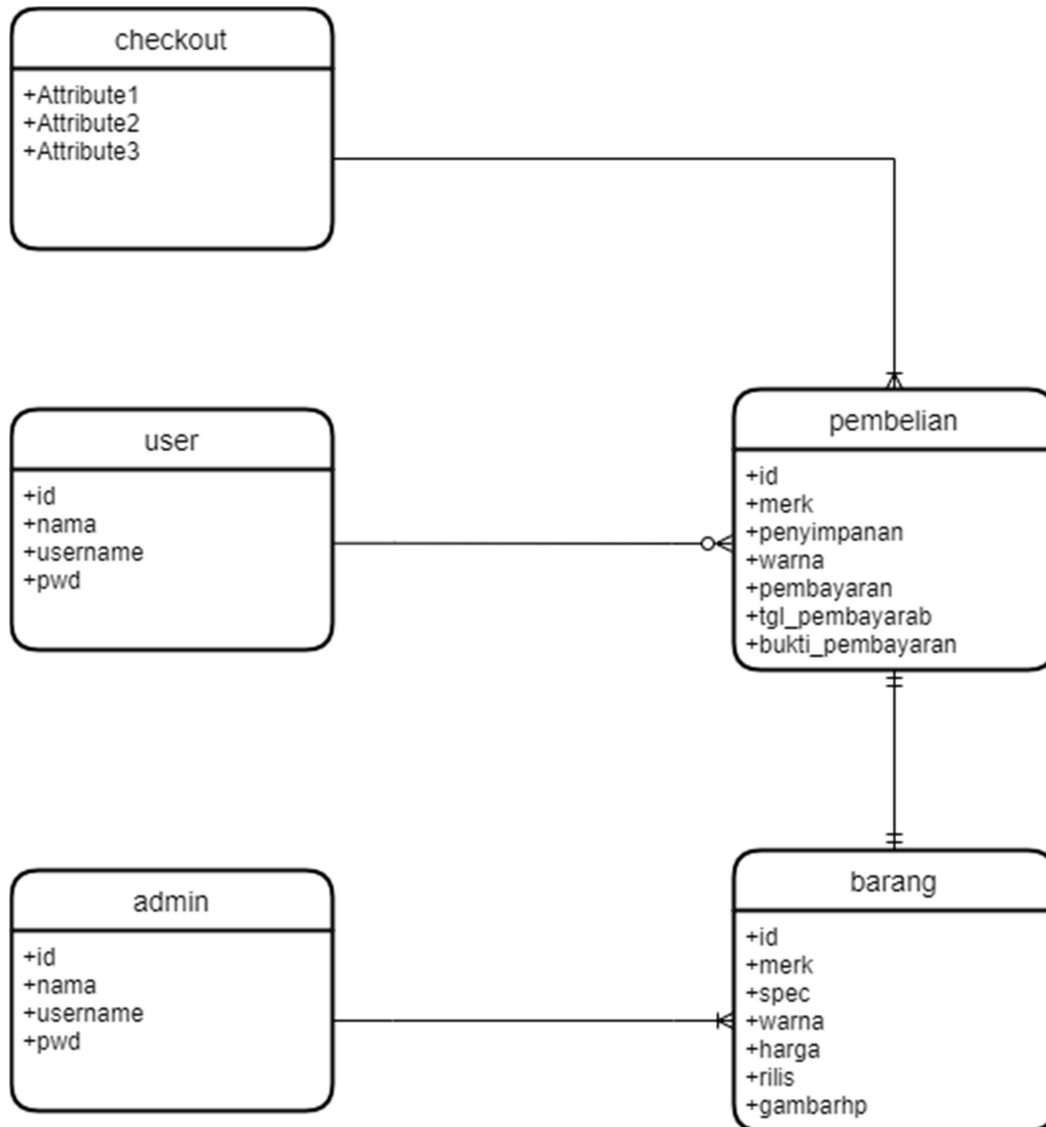 checkout
+Attribute1
+Attribute2
+Attribute3
user
+id
+nama
+username
+pwd
pembelian
+id
+merk
+penyimpanan
+warna
+pembayaran
+tgl_pembayarab
+bukti_pembayaran
admin
+id
+nama
+username
+pwd
barang
+id
+merk
+spec
+warna
+harga
+rilis
+gambarhp